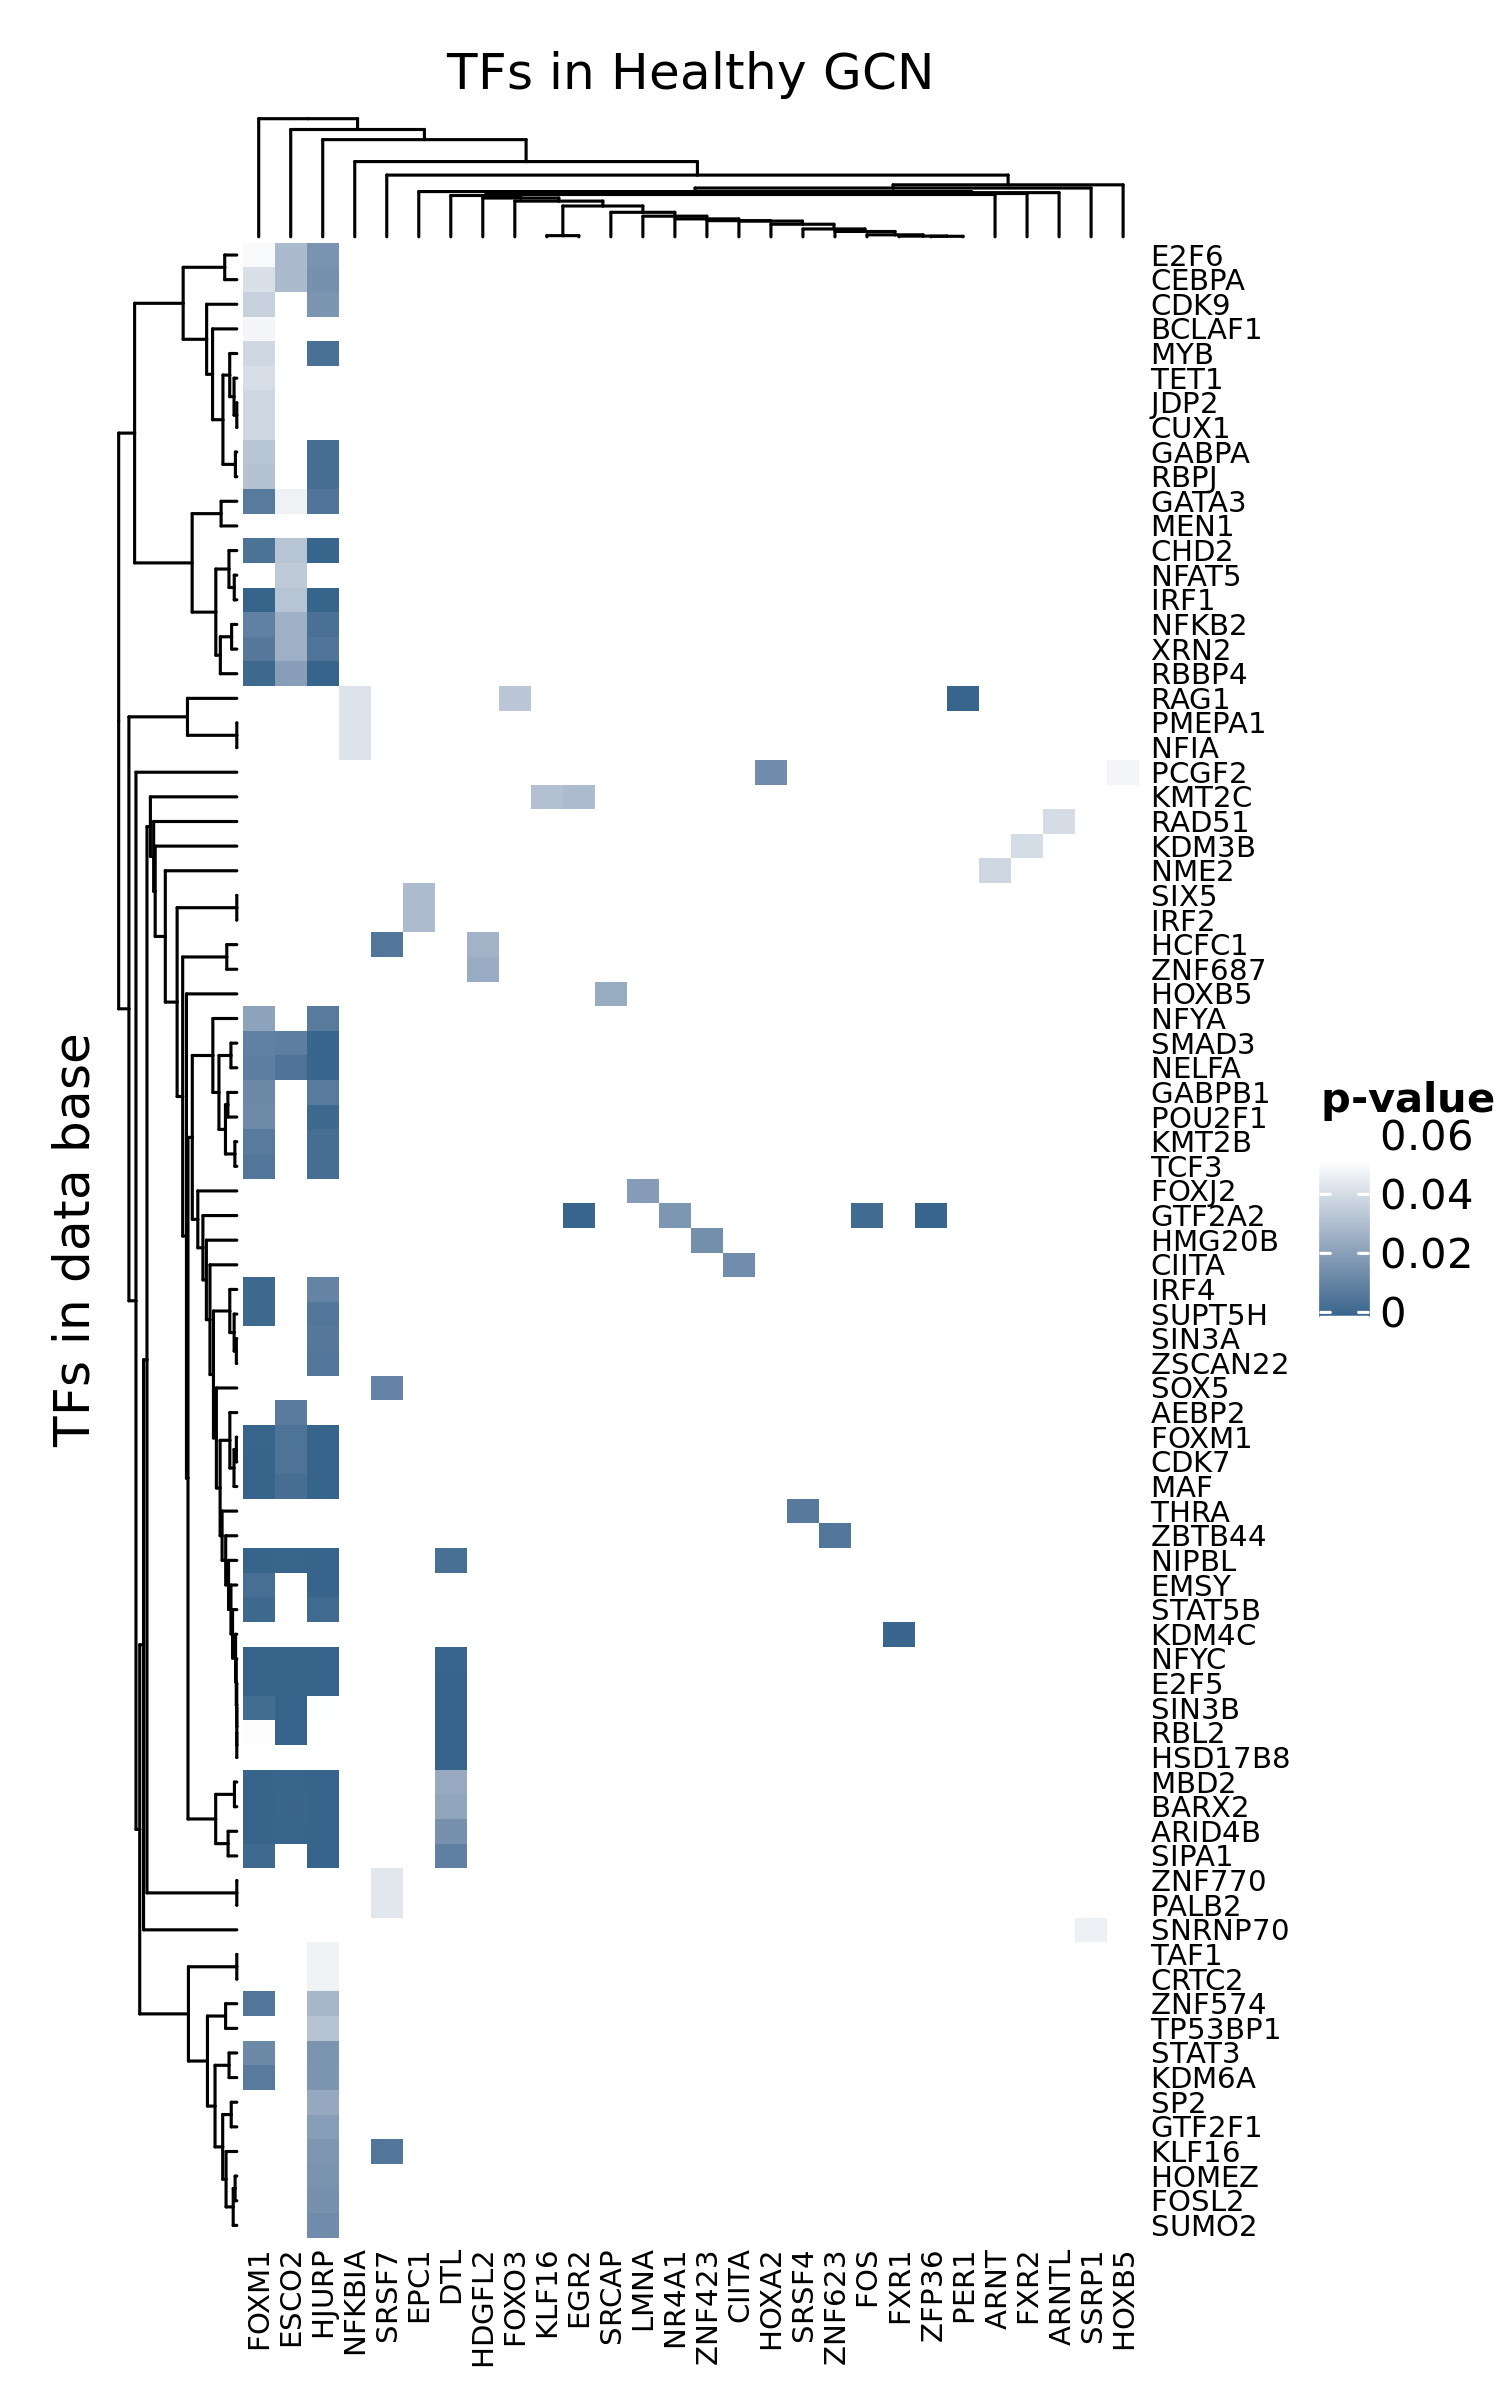 TFs in Healthy GCN
TFs in data base
E2F6
CEBPA
CDK9
BCLAF1
MYB
TET1
JDP2
CUX1
GABPA
RBPJ
GATA3
MEN1
CHD2
NFAT5
IRF1
NFKB2
XRN2
RBBP4
RAG1
PMEPA1
NFIA
PCGF2
KMT2C
RAD51
KDM3B
NME2
SIX5
IRF2
HCFC1
ZNF687
HOXB5
NFYA
SMAD3
NELFA
GABPB1
POU2F1
KMT2B
TCF3
FOXJ2
GTF2A2
HMG20B
CIITA
IRF4
SUPT5H
SIN3A
ZSCAN22
SOX5
AEBP2
FOXM1
CDK7
MAF
THRA
ZBTB44
NIPBL
EMSY
STAT5B
KDM4C
NFYC
E2F5
SIN3B
RBL2
HSD17B8
MBD2
BARX2
ARID4B
SIPA1
ZNF770
PALB2
SNRNP70
TAF1
CRTC2
ZNF574
TP53BP1
STAT3
KDM6A
SP2
GTF2F1
KLF16
HOMEZ
FOSL2
SUMO2
p-value
0.06
0.04
0.02
0
FOXM1
ESCO2
HJURP
NFKBIA
SRSF7
EPC1
DTL
HDGFL2
FOXO3
KLF16
EGR2
SRCAP
LMNA
NR4A1
ZNF423
CIITA
HOXA2
SRSF4
ZNF623
FOS
FXR1
ZFP36
PER1
ARNT
FXR2
ARNTL
SSRP1
HOXB5